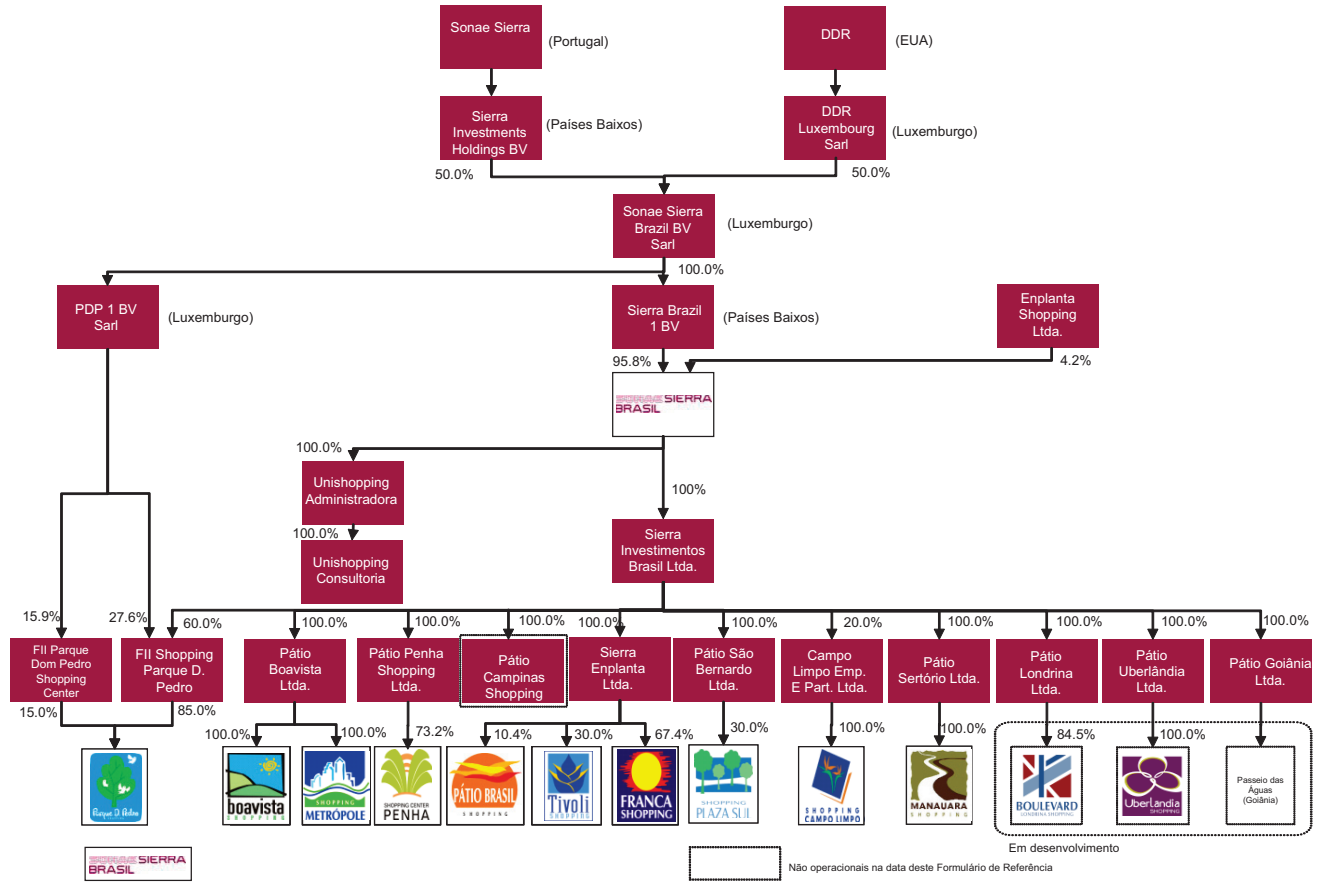 Sonae Sierra
(Portugal)
DDR
(EUA)
Sierra
Investments
Holdings BV
(Países Baixos)
DDR
Luxembourg
Sarl
(Luxemburgo)
50.0%
50.0%
Sonae Sierra
Brazil BV
Sarl
(Luxemburgo)
100.0%
PDP 1 BV
Sarl
(Luxemburgo)
Sierra Brazil
1 BV
(Países Baixos)
Enplanta
Shopping
Ltda.
95.8%
4.2%
SONAE SIERRA
BRASIL
100.0%
Unishopping
Administradora
100.0%
Unishopping
Consultoria
100%
Sierra
Investimentos
Brasil Ltda.
15.9%
27.6%
60.0%
100.0%
100.0%
100.0%
100.0%
100.0%
20.0%
100.0%
100.0%
100.0%
100.0%
FII Parque
Dom Pedro
Shopping
Center
FII Shopping
Parque D.
Pedro
Pátio
Boavista
Ltda.
Pátio Penha
Shopping
Ltda.
Pátio
Campinas
Shopping
Sierra
Enplanta
Ltda.
Pátio São
Bernardo
Ltda.
Campo
Limpo Emp.
E Part. Ltda.
Pátio
Sertório Ltda.
Pátio
Londrina
Ltda.
Pátio
Uberlândia
Ltda.
Pátio Goiânia
Ltda.
15.0%
85.0%
100.0%
100.0%
73.2%
10.4%
30.0%
67.4%
30.0%
100.0%
100.0%
84.5%
100.0%
Parque D. Pedro
boavista
SHOPPING
SHOPPING
METRÓPOLE
SHOPPING CENTER
PENHA
PÁTIO BRASIL
SHOPPING
Tivoli
SHOPPING
FRANCA
SHOPPING
SHOPPING
PLAZA SUL
SHOPPING
CAMPO LIMPO
MANAUARA
SHOPPING
BOULEVARD
LONDRINA SHOPPING
Uberlândia
SHOPPING
Passeio das
Águas
(Goiânia)
Em desenvolvimento
SONAE SIERRA
BRASIL
Não operacionais na data deste Formulário de Referência